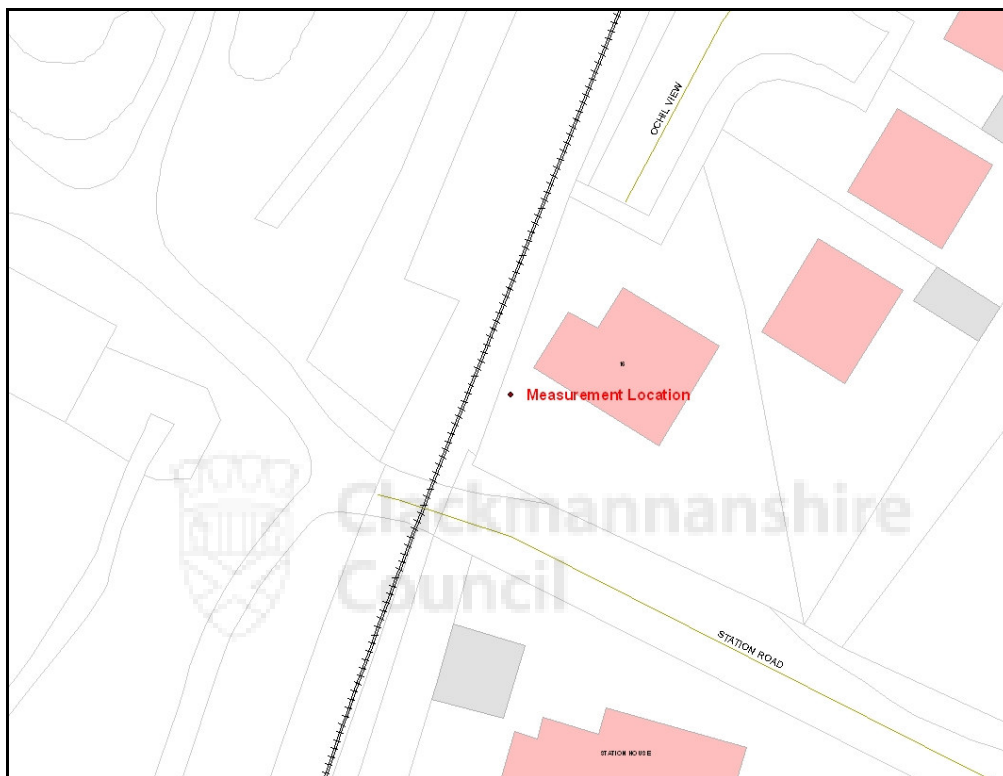 OCHIL VIEW
Measurement Location
Clackmannanshire
Council
STATION ROAD
STATION HOUSE